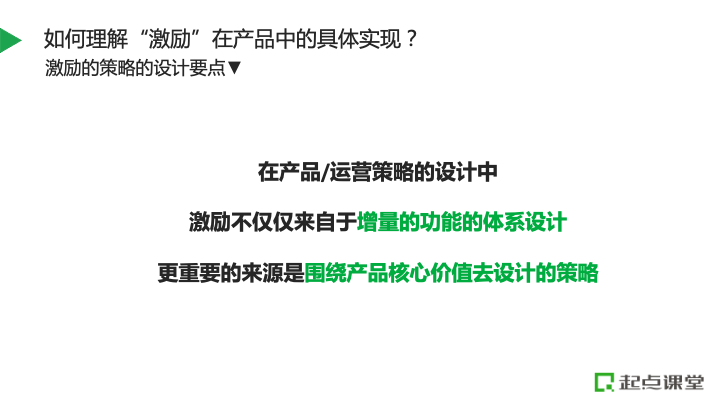 如何理解“激励”在产品中的具体实现？
激励的策略的设计要点▼
在产品/运营策略的设计中
激励不仅仅来自于增量的功能的体系设计
更重要的来源是围绕产品核心价值去设计的策略
起点课堂